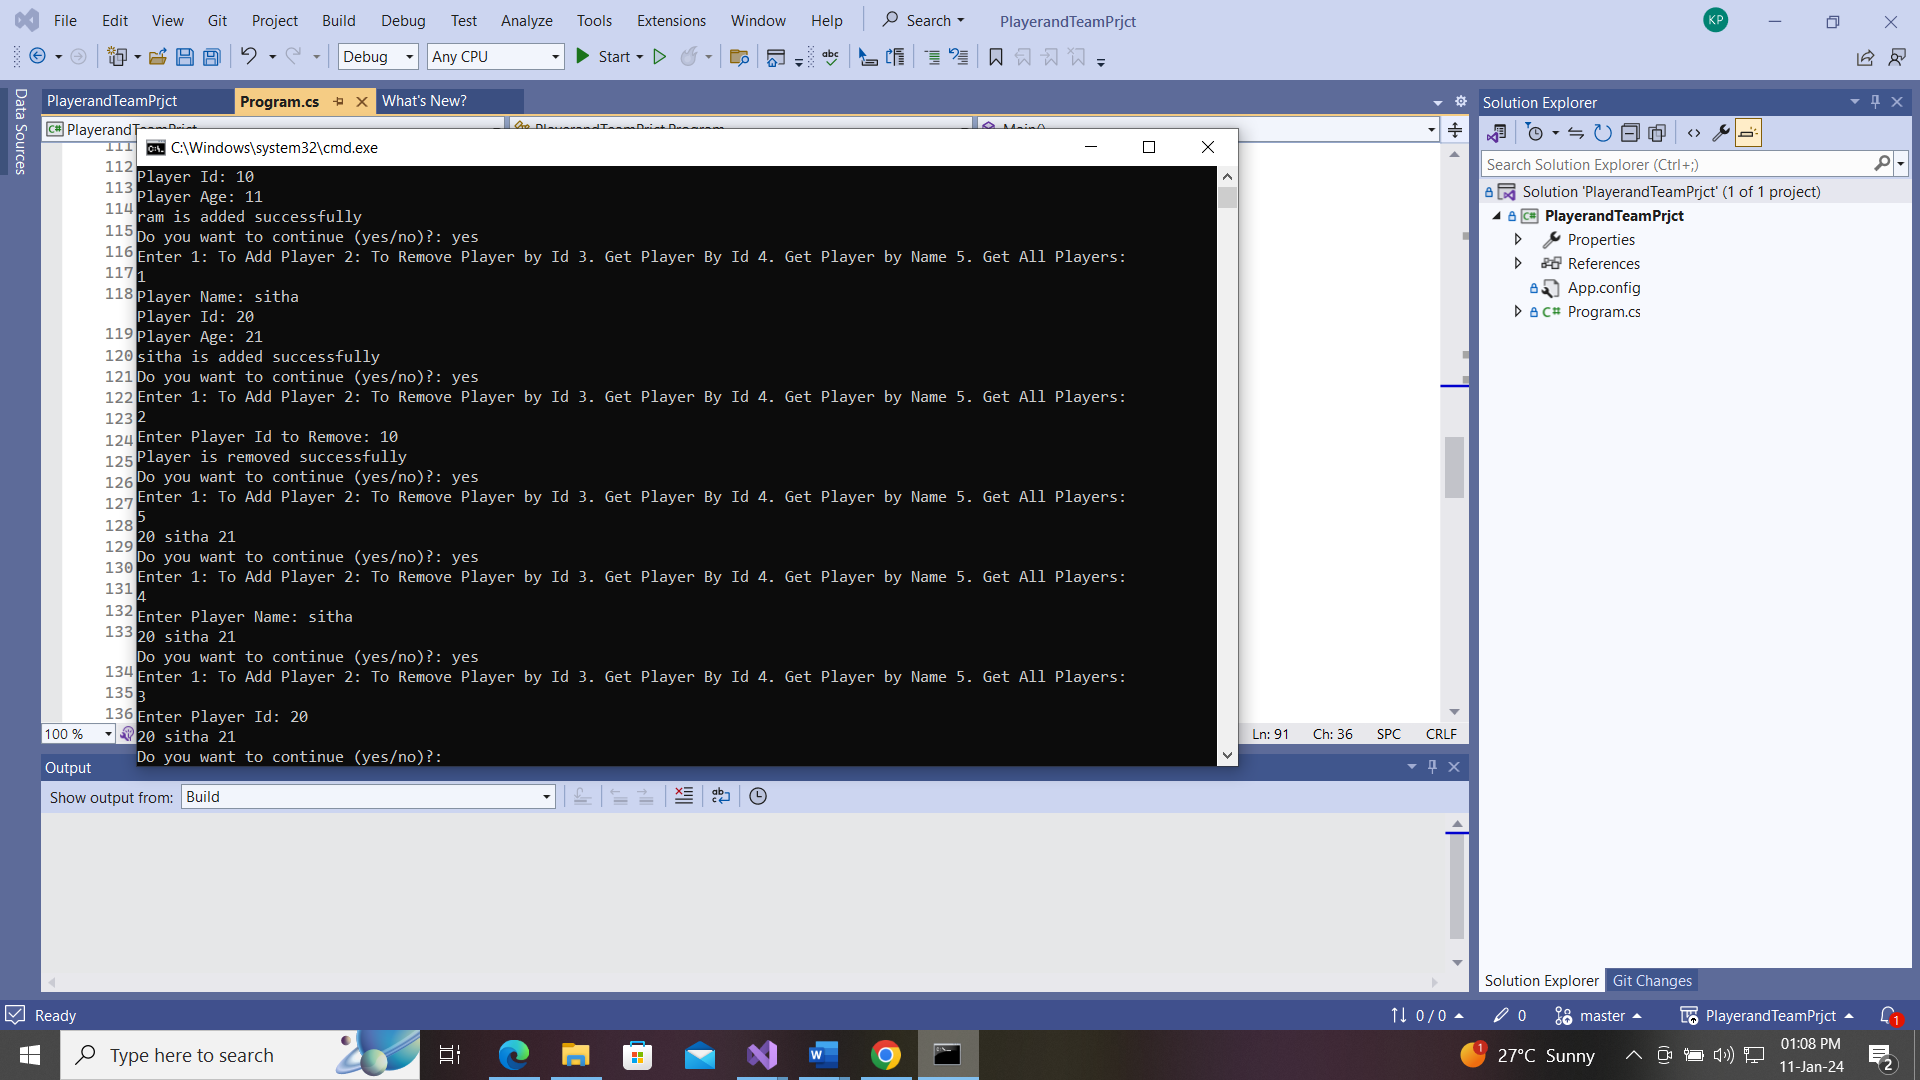 File Edit View Git Project Build Debug Test Analyze Tools Extensions Window Help Search PlayerandTeamPrjct KP
Debug Any CPU Start
Data Sources
PlayerandTeamPrjct Program.cs What's New?
C:\Windows\system32\cmd.exe
Player Id: 10
Player Age: 11
ram is added successfully
Do you want to continue (yes/no)?: yes
Enter 1: To Add Player 2: To Remove Player by Id 3. Get Player By Id 4. Get Player by Name 5. Get All Players:
1
Player Name: sitha
Player Id: 20
Player Age: 21
sitha is added successfully
Do you want to continue (yes/no)?: yes
Enter 1: To Add Player 2: To Remove Player by Id 3. Get Player By Id 4. Get Player by Name 5. Get All Players:
2
Enter Player Id to Remove: 10
Player is removed successfully
Do you want to continue (yes/no)?: yes
Enter 1: To Add Player 2: To Remove Player by Id 3. Get Player By Id 4. Get Player by Name 5. Get All Players:
5
20 sitha 21
Do you want to continue (yes/no)?: yes
Enter 1: To Add Player 2: To Remove Player by Id 3. Get Player By Id 4. Get Player by Name 5. Get All Players:
4
Enter Player Name: sitha
20 sitha 21
Do you want to continue (yes/no)?: yes
Enter 1: To Add Player 2: To Remove Player by Id 3. Get Player By Id 4. Get Player by Name 5. Get All Players:
3
Enter Player Id: 20
20 sitha 21
Do you want to continue (yes/no)?:
112
113
114
115
116
117
118
119
120
121
122
123
124
125
126
127
128
129
130
131
132
133
134
135
136
100 %
Ln: 91 Ch: 36 SPC CRLF
Output
Show output from: Build
Solution Explorer
Search Solution Explorer (Ctrl+;)
Solution 'PlayerandTeamPrjct' (1 of 1 project)
PlayerandTeamPrjct
Properties
References
App.config
C# Program.cs
Solution Explorer Git Changes
Ready
0 / 0 0 master PlayerandTeamPrjct 1
Type here to search
1 27°C Sunny
01:08 PM
11-Jan-24
2